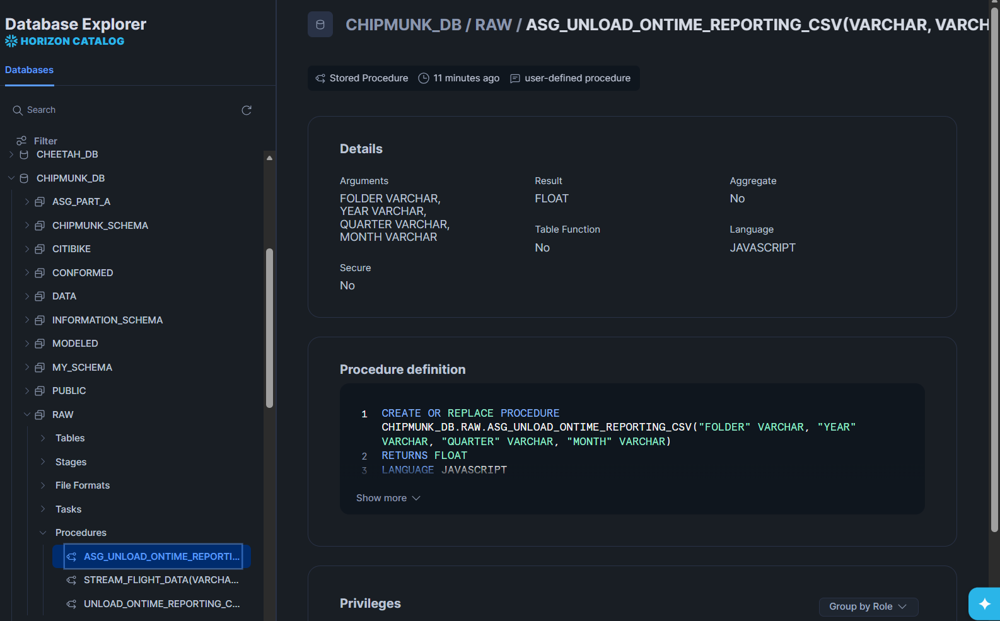 Database Explorer
HORIZON CATALOG
Databases
Search
Filter
CHEETAH_DB
CHIPMUNK_DB
ASG_PART_A
CHIPMUNK_SCHEMA
CITIBIKE
CONFORMED
DATA
INFORMATION_SCHEMA
MODELED
MY_SCHEMA
PUBLIC
RAW
Tables
Stages
File Formats
Tasks
Procedures
ASG_UNLOAD_ONTIME_REPORTI...
STREAM_FLIGHT_DATA(VARCHA...
UNLOAD_ONTIME_REPORTING_C...
CHIPMUNK_DB / RAW / ASG_UNLOAD_ONTIME_REPORTING_CSV(VARCHAR, VARCH
Stored Procedure 11 minutes ago user-defined procedure
Details
Arguments
FOLDER VARCHAR,
YEAR VARCHAR,
QUARTER VARCHAR,
MONTH VARCHAR
Result
FLOAT
Aggregate
No
Table Function
No
Language
JAVASCRIPT
Secure
No
Procedure definition
1 CREATE OR REPLACE PROCEDURE
CHIPMUNK_DB.RAW.ASG_UNLOAD_ONTIME_REPORTING_CSV("FOLDER" VARCHAR, "YEAR"
VARCHAR, "QUARTER" VARCHAR, "MONTH" VARCHAR)
2 RETURNS FLOAT
3 LANGUAGE JAVASCRIPT
Show more
Privileges
Group by Role